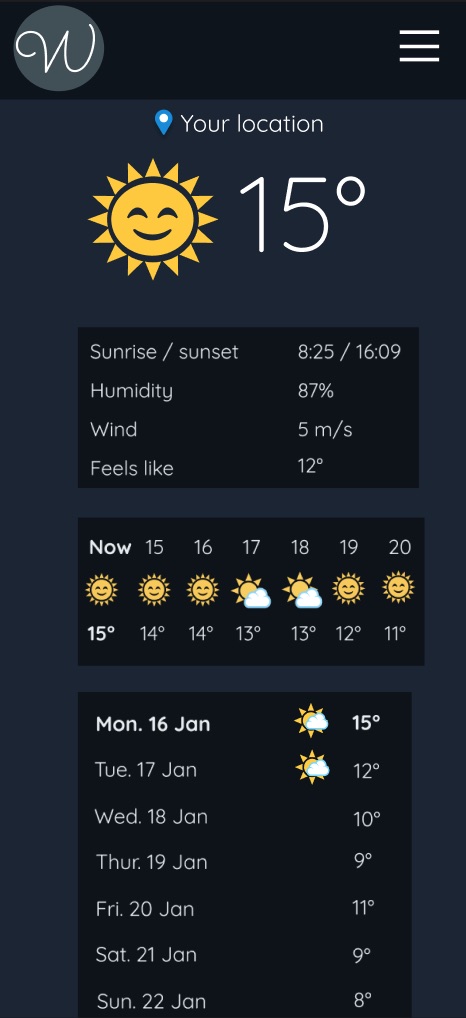 W
Your location
15°
Sunrise / sunset 8:25 / 16:09
Humidity 87%
Wind 5 m/s
Feels like 12°
Now 15 16 17 18 19 20
15° 14° 14° 13° 13° 12° 11°
Mon. 16 Jan 15°
Tue. 17 Jan 12°
Wed. 18 Jan 10°
Thur. 19 Jan 9°
Fri. 20 Jan 11°
Sat. 21 Jan 9°
Sun. 22 Jan 8°